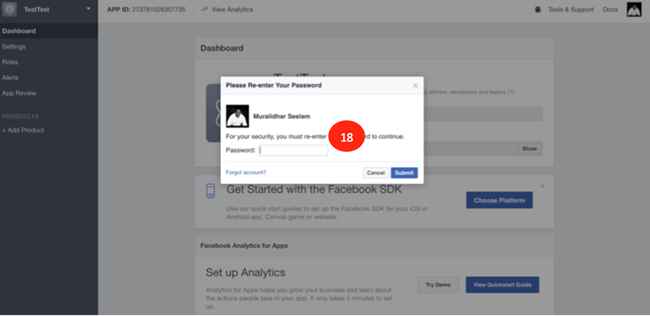 TestTest
APP ID: 273761026357735
View Analytics
Tools & Support
Docs
Dashboard
Settings
Roles
Alerts
App Review
PRODUCTS
+ Add Product
Dashboard
admins, developers and testers [?]
Show
Please Re-enter Your Password
Muralidhar Seelam
For your security, you must re-enter
18
to continue.
Password:
Forgot account?
Cancel
Submit
Get Started with the Facebook SDK
Use our quick start guides to set up the Facebook SDK for your iOS or
Android app, Canvas game or website.
Choose Platform
Facebook Analytics for Apps
Set up Analytics
Analytics for Apps helps you grow your business and learn about
the actions people take in your app. It only takes 5 minutes to set
up.
Try Demo
View Quickstart Guide